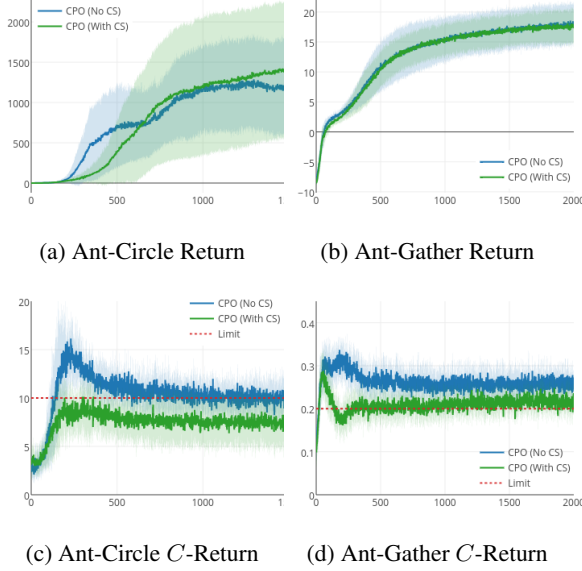 CPO (No CS)
CPO (With CS)
2000
1500
1000
500
0
0
500
1000
1
(a) Ant-Circle Return
20
15
10
5
0
−5
−10
CPO (No CS)
CPO (With CS)
0
500
1000
1500
2000
(b) Ant-Gather Return
20
15
10
5
0
CPO (No CS)
CPO (With CS)
Limit
0
500
1000
1
(c) Ant-Circle C-Return
0.4
0.3
0.2
0.1
0
CPO (No CS)
CPO (With CS)
Limit
0
500
1000
1500
2000
(d) Ant-Gather C-Return